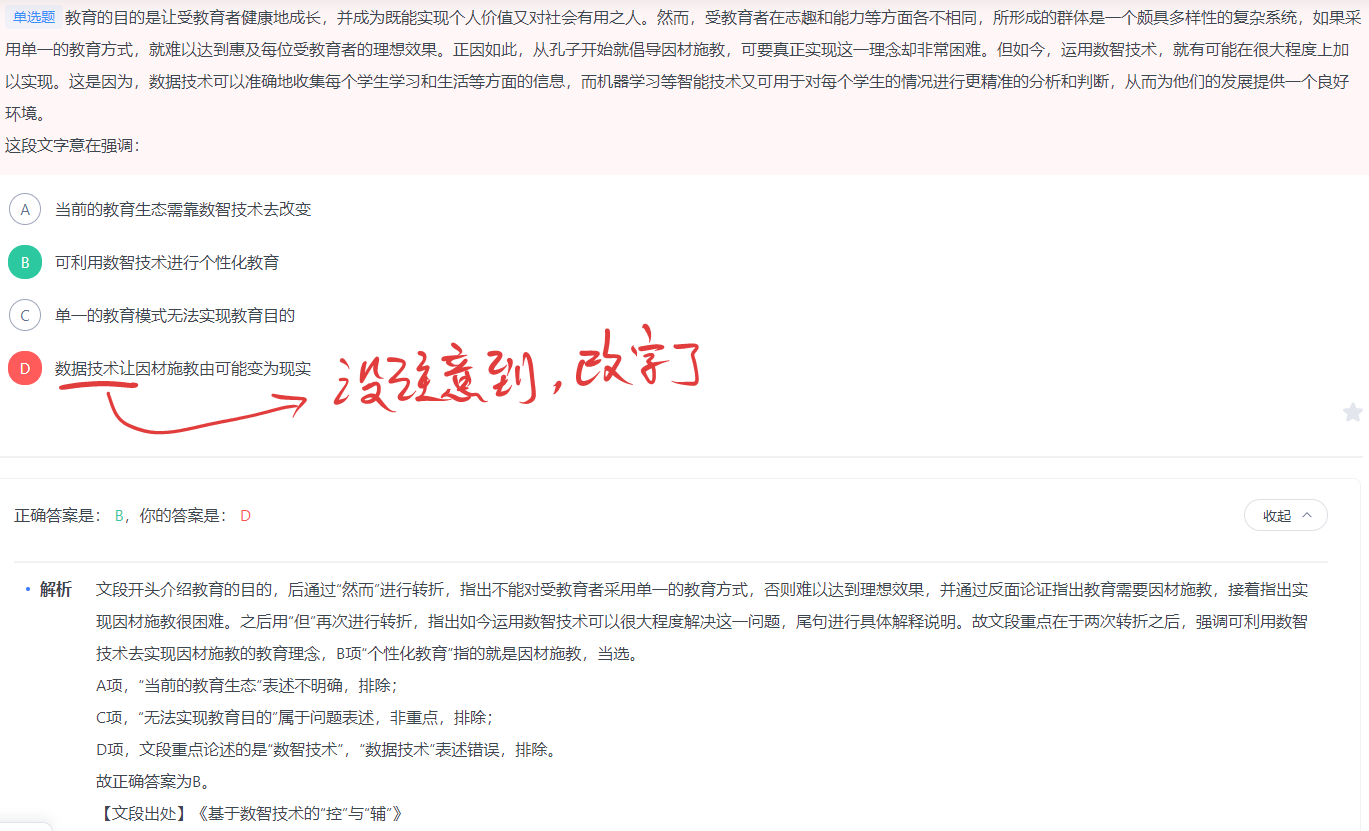 单选题 教育的目的是让受教育者健康地成长，并成为既能实现个人价值又对社会有用之人。然而，受教育者在志趣和能力等方面各不相同，所形成的群体是一个颇具多样性的复杂系统，如果采
用单一的教育方式，就难以达到惠及每位受教育者的理想效果。正因如此，从孔子开始就倡导因材施教，可要真正实现这一理念却非常困难。但如今，运用数智技术，就有可能在很大程度上加
以实现。这是因为，数据技术可以准确地收集每个学生学习和生活等方面的信息，而机器学习等智能技术又可用于对每个学生的情况进行更精准的分析和判断，从而为他们的发展提供一个良好
环境。
这段文字意在强调：
A 当前的教育生态需靠数智技术去改变
B 可利用数智技术进行个性化教育
C 单一的教育模式无法实现教育目的
D 数据技术让因材施教由可能变为现实
没注意到，改字了
正确答案是： B，你的答案是： D
收起
解析 文段开头介绍教育的目的，后通过“然而”进行转折，指出不能对受教育者采用单一的教育方式，否则难以达到理想效果，并通过反面论证指出教育需要因材施教，接着指出实
现因材施教很困难。之后用“但”再次进行转折，指出如今运用数智技术可以很大程度解决这一问题，尾句进行具体解释说明。故文段重点在于两次转折之后，强调可利用数智
技术去实现因材施教的教育理念，B项“个性化教育”指的就是因材施教，当选。
A项，“当前的教育生态”表述不明确，排除；
C项，“无法实现教育目的”属于问题表述，非重点，排除；
D项，文段重点论述的是“数智技术”，“数据技术”表述错误，排除。
故正确答案为B。
【文段出处】《基于数智技术的“控”与“辅”》